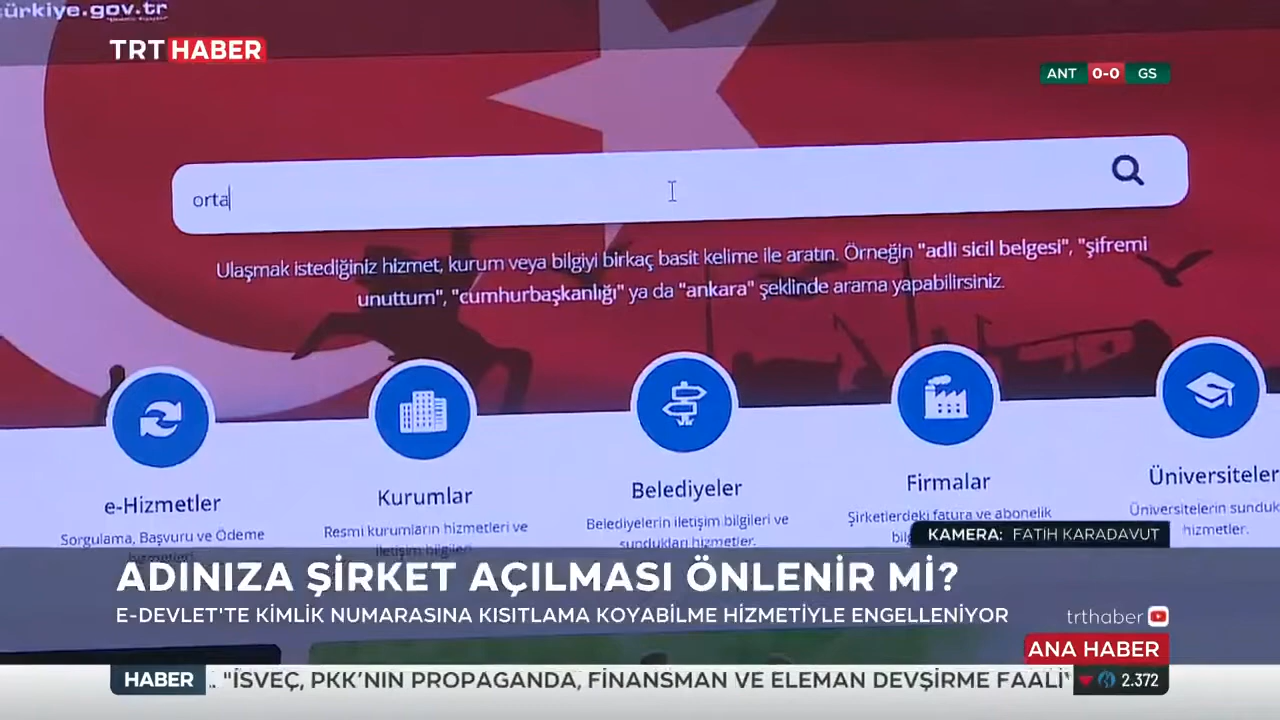 türkiye.gov.tr
TRT HABER
ANT 0-0 GS
orta
Ulaşmak istediğiniz hizmet, kurum veya bilgiyi birkaç basit kelime ile aratın. Örneğin "adli sicil belgesi", "şifremi
unuttum", "cumhurbaşkanlığı" ya da "ankara" şeklinde arama yapabilirsiniz.
e-Hizmetler
Kurumlar
Belediyeler
Firmalar
Üniversiteler
Sorgulama, Başvuru ve Ödeme
hizmetleri.
Resmi kurumların hizmetleri ve
iletişim bilgileri
Belediyelerin iletişim bilgileri ve
sundukları hizmetler.
Şirketlerdeki fatura ve abonelik
Üniversitelerin sunduk
hizmetler.
KAMERA: FATİH KARADAVUT
ADINIZA ŞİRKET AÇILMASI ÖNLENİR Mİ?
E-DEVLET'TE KİMLİK NUMARASINA KISITLAMA KOYABİLME HİZMETİYLE ENGELLENİYOR
trthaber
ANA HABER
HABER .. "İSVEÇ, PKK'NIN PROPAGANDA, FİNANSMAN VE ELEMAN DEVŞİRME FAALİ
2.372